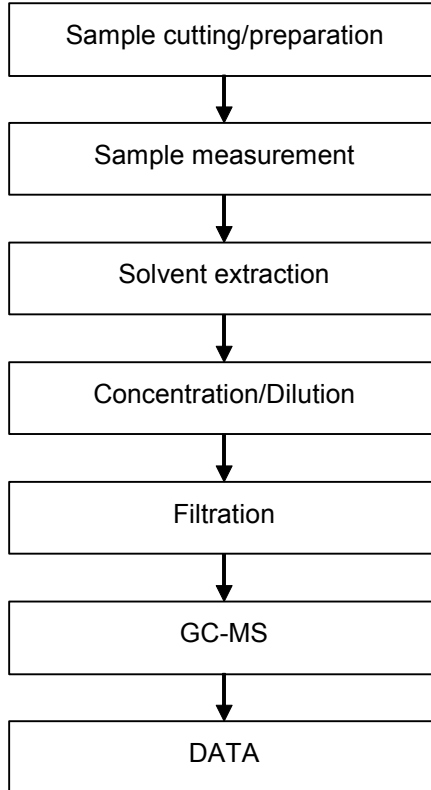 Sample cutting/preparation
Sample measurement
Solvent extraction
Concentration/Dilution
Filtration
GC-MS
DATA